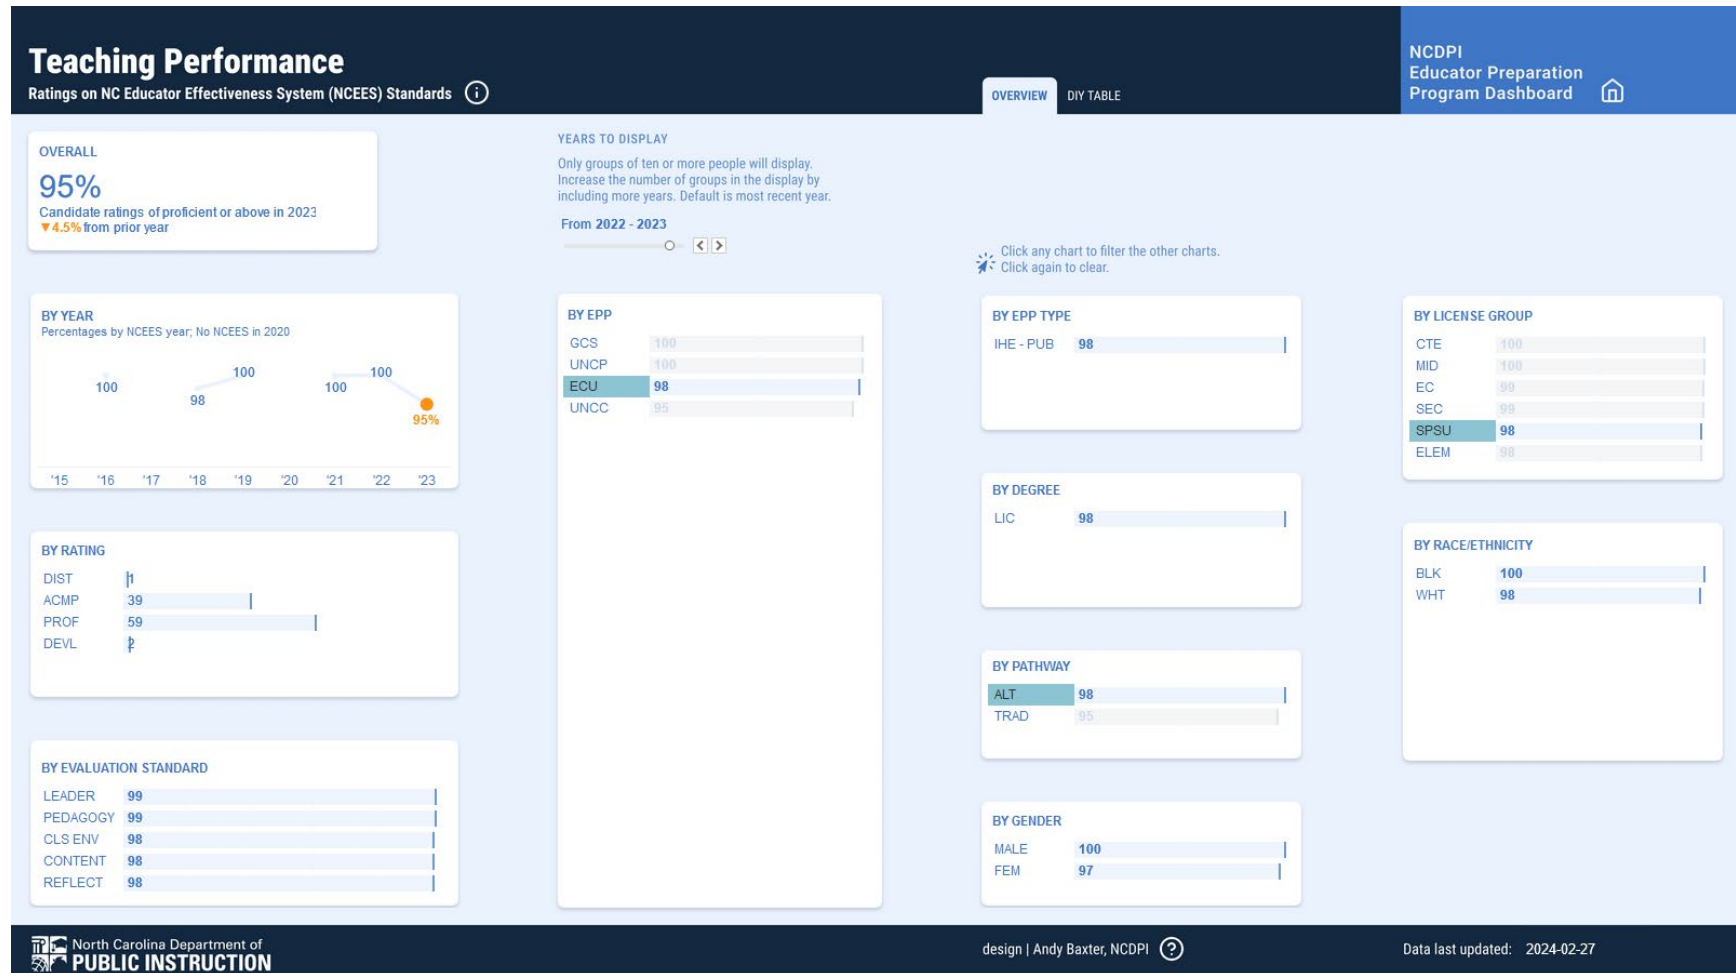 Teaching Performance
Ratings on NC Educator Effectiveness System (NCEES) Standards
OVERVIEW
DIY TABLE
NCDPI
Educator Preparation
Program Dashboard
OVERALL
95%
Candidate ratings of proficient or above in 2023
▼4.5% from prior year
YEARS TO DISPLAY
Only groups of ten or more people will display.
Increase the number of groups in the display by
including more years. Default is most recent year.
From 2022 - 2023
Click any chart to filter the other charts.
Click again to clear.
BY YEAR
Percentages by NCEES year; No NCEES in 2020
100
98
100
100
100
95%
'15 '16 '17 '18 '19 '20 '21 '22 '23
BY RATING
DIST 1
ACMP 39
PROF 59
DEVL 2
BY EVALUATION STANDARD
LEADER 99
PEDAGOGY 99
CLS ENV 98
CONTENT 98
REFLECT 98
BY EPP
GCS 100
UNCP 100
ECU 98
UNCC 95
BY EPP TYPE
IHE - PUB 98
BY DEGREE
LIC 98
BY PATHWAY
ALT 98
TRAD 95
BY GENDER
MALE 100
FEM 97
BY LICENSE GROUP
CTE 100
MID 100
EC 99
SEC 99
SPSU 98
ELEM 98
BY RACE/ETHNICITY
BLK 100
WHT 98
North Carolina Department of
PUBLIC INSTRUCTION
design | Andy Baxter, NCDPI
Data last updated: 2024-02-27